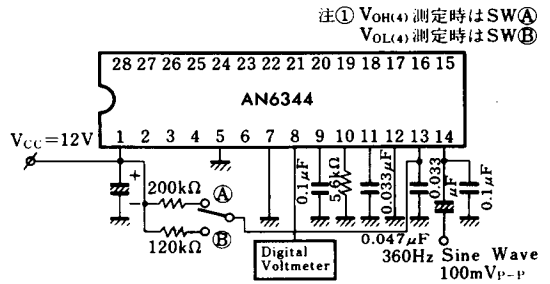 注① VOH(4) 測定時はSWⒶ
VOL(4) 測定時はSWⒷ
28 27 26 25 24 23 22 21 20 19 18 17 16 15
AN6344
VCC=12V
1 2 3 4 5 6 7 8 9 10 11 12 13 14
+
−
200kΩ
Ⓐ
120kΩ
Ⓑ
0.1μF
5.6kΩ
0.033μF
0.047μF
0.033
μF
0.1μF
Digital
Voltmeter
360Hz Sine Wave
100mVP-P